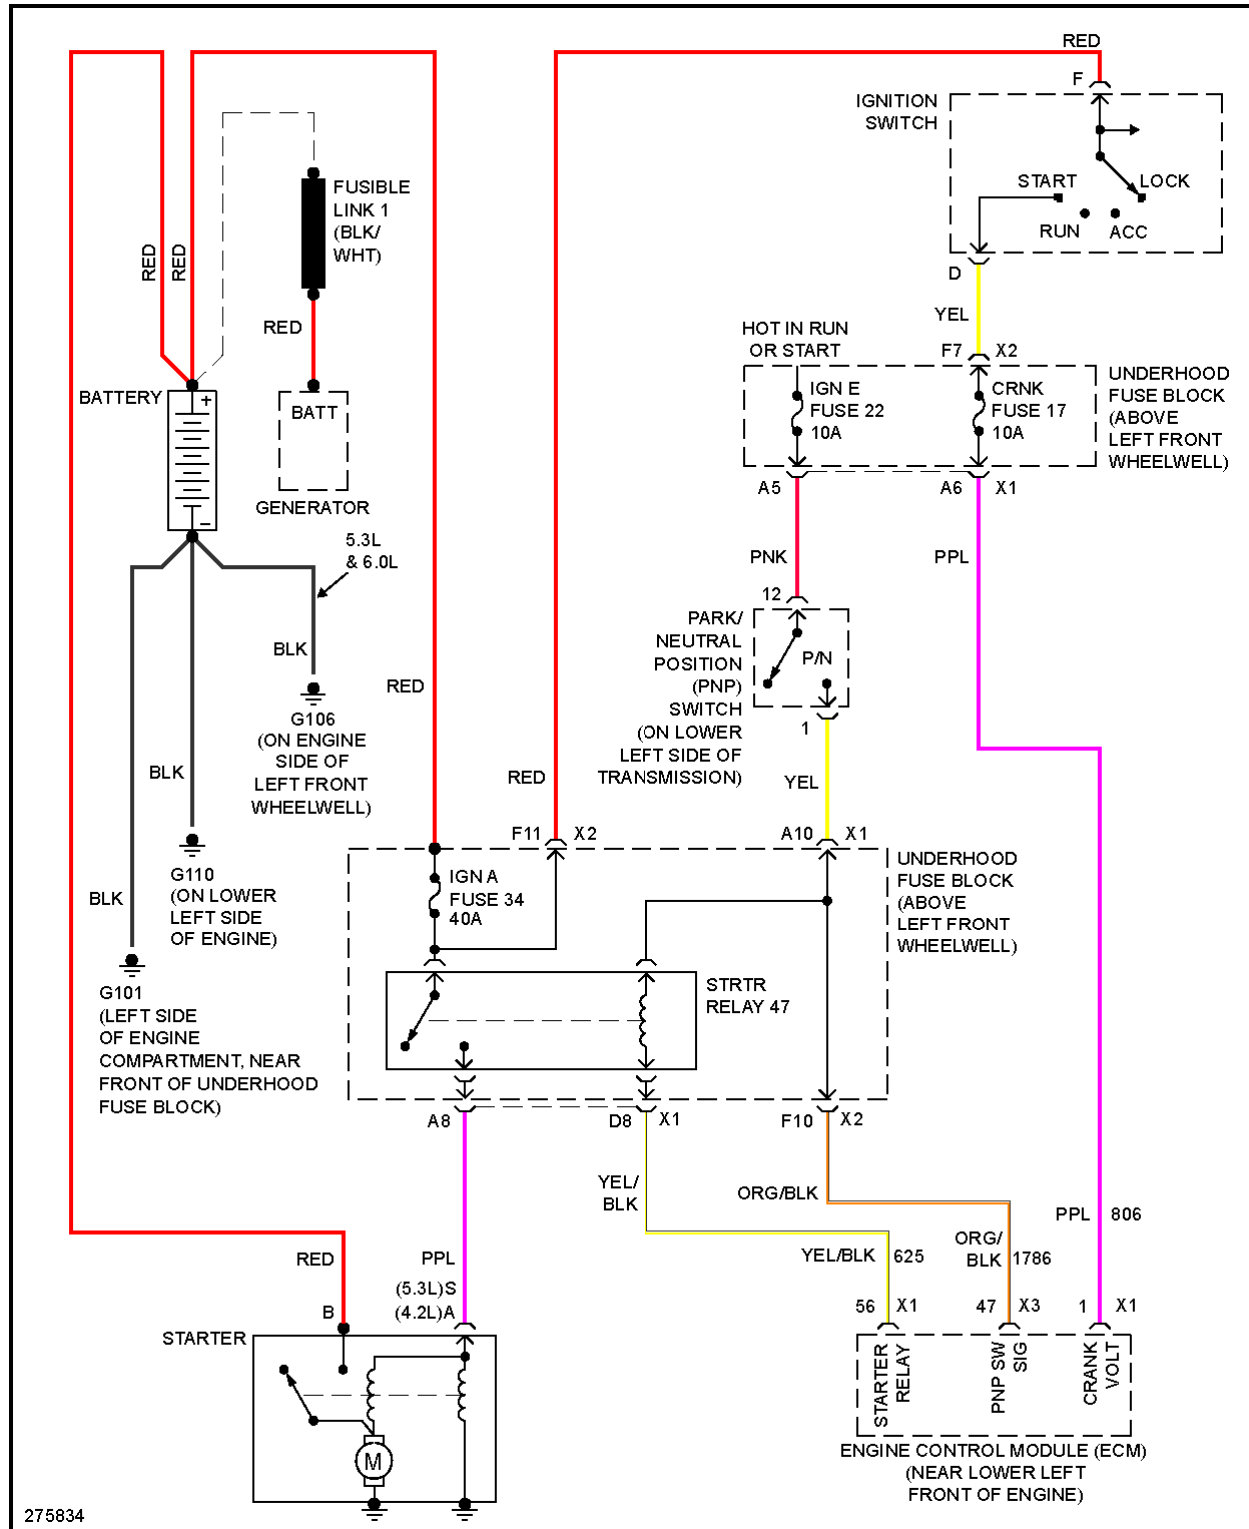 RED
F
IGNITION
SWITCH
START
LOCK
RUN
ACC
D
YEL
RED
RED
FUSIBLE
LINK 1
(BLK/
WHT)
RED
BATTERY
+
−
BATT
GENERATOR
5.3L
& 6.0L
BLK
G106
(ON ENGINE
SIDE OF
LEFT FRONT
WHEELWELL)
BLK
G110
(ON LOWER
LEFT SIDE
OF ENGINE)
BLK
G101
(LEFT SIDE
OF ENGINE
COMPARTMENT, NEAR
FRONT OF UNDERHOOD
FUSE BLOCK)
RED
RED
HOT IN RUN
OR START
F7
X2
IGN E
FUSE 22
10A
CRNK
FUSE 17
10A
UNDERHOOD
FUSE BLOCK
(ABOVE
LEFT FRONT
WHEELWELL)
A5
A6
X1
PNK
PPL
12
PARK/
NEUTRAL
POSITION
(PNP)
SWITCH
(ON LOWER
LEFT SIDE OF
TRANSMISSION)
P/N
1
YEL
F11
X2
A10
X1
IGN A
FUSE 34
40A
UNDERHOOD
FUSE BLOCK
(ABOVE
LEFT FRONT
WHEELWELL)
STRTR
RELAY 47
A8
D8
X1
F10
X2
YEL/
BLK
ORG/BLK
RED
PPL
(5.3L)S
(4.2L)A
B
STARTER
M
YEL/BLK
625
ORG/
BLK
1786
PPL
806
56
X1
47
X3
1
X1
STARTER
RELAY
PNP SW
SIG
CRANK
VOLT
ENGINE CONTROL MODULE (ECM)
(NEAR LOWER LEFT
FRONT OF ENGINE)
275834